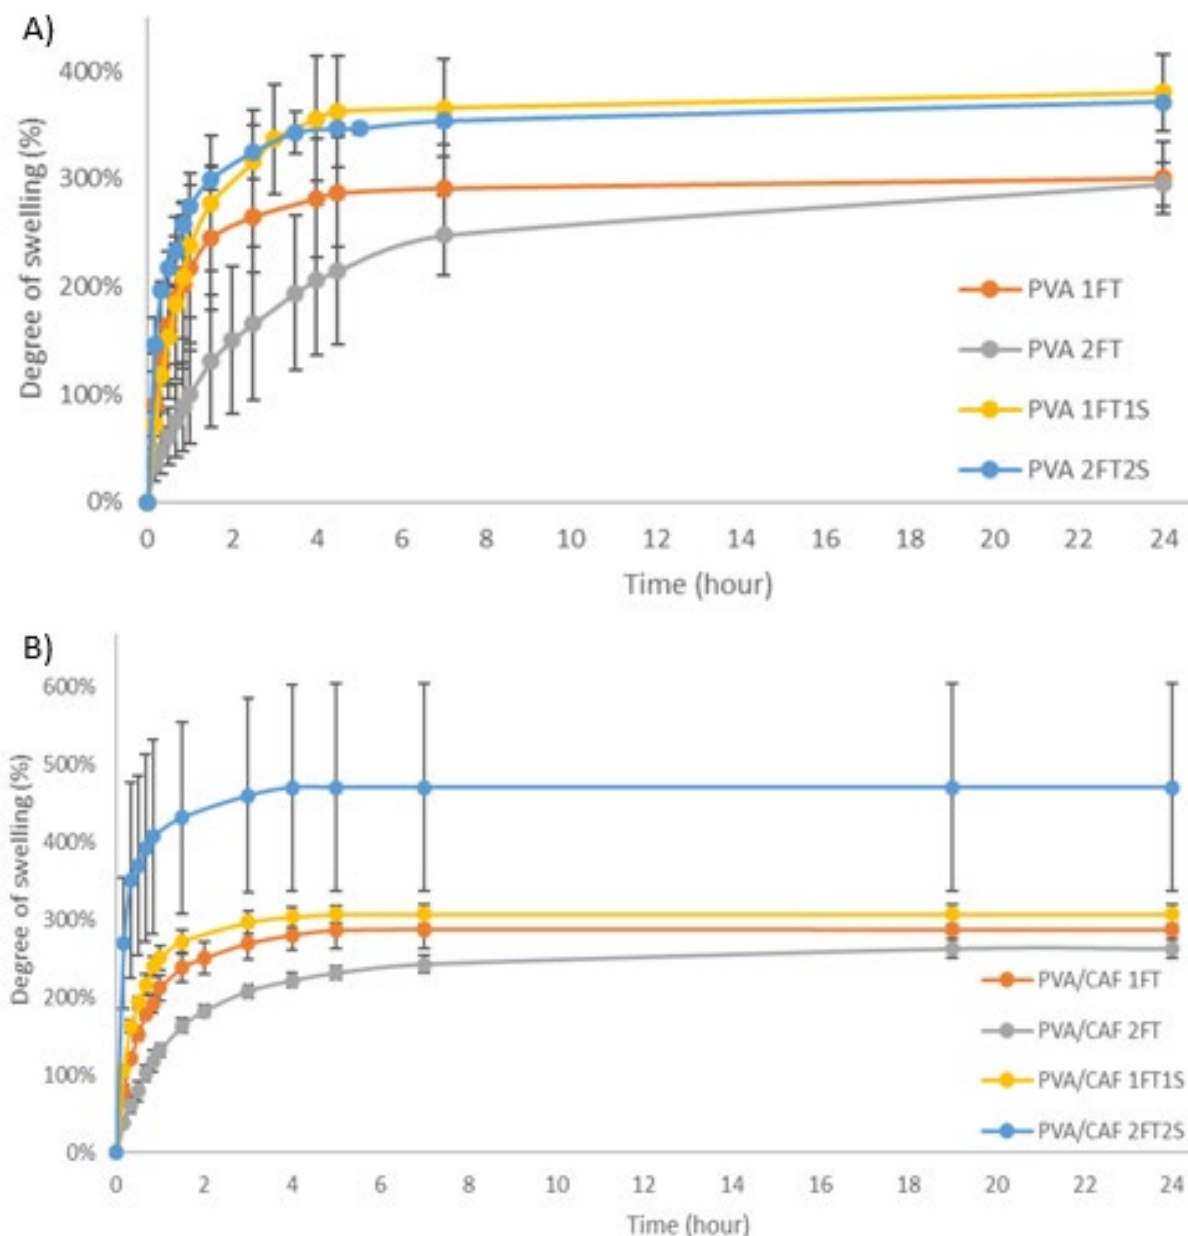 A)
Degree of swelling (%)
400%
300%
200%
100%
0%
0 2 4 6 8 10 12 14 16 18 20 22 24
Time (hour)
PVA 1FT
PVA 2FT
PVA 1FT1S
PVA 2FT2S
B)
Degree of swelling (%)
600%
500%
400%
300%
200%
100%
0%
0 2 4 6 8 10 12 14 16 18 20 22 24
Time (hour)
PVA/CAF 1FT
PVA/CAF 2FT
PVA/CAF 1FT1S
PVA/CAF 2FT2S